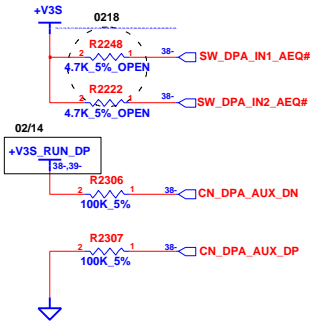 +V3S
0218
R2248
2 1 38- SW_DPA_IN1_AEQ#
4.7K_5%_OPEN
R2222
2 1 38- SW_DPA_IN2_AEQ#
4.7K_5%_OPEN
02/14
+V3S_RUN_DP
38-,39-
R2306
2 1 38- CN_DPA_AUX_DN
100K_5%
R2307
2 1 38- CN_DPA_AUX_DP
100K_5%